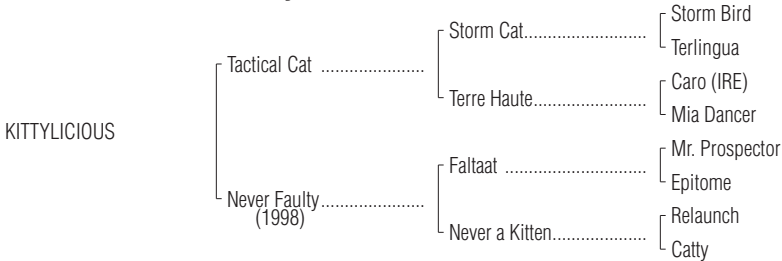 Storm Bird
Storm Cat..........................
Terlingua
Tactical Cat ......................
Caro (IRE)
Terre Haute........................
Mia Dancer
KITTYLICIOUS
Mr. Prospector
Faltaat ..............................
Epitome
Never Faulty......................
(1998)
Relaunch
Never a Kitten....................
Catty